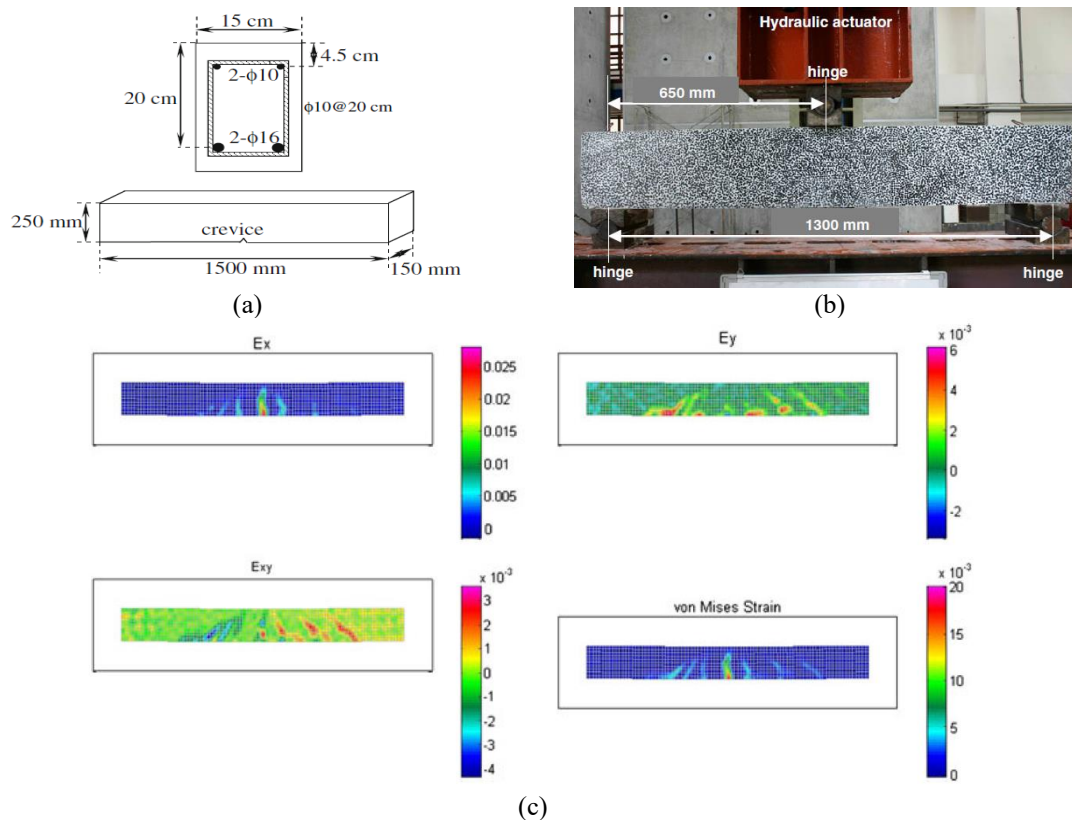 15 cm
4.5 cm
2-ϕ10
20 cm
ϕ10@20 cm
2-ϕ16
250 mm
crevice
1500 mm
150 mm
(a)
Hydraulic actuator
hinge
650 mm
1300 mm
hinge
hinge
(b)
Ex
0.025
0.02
0.015
0.01
0.005
0
Ey
x 10⁻³
6
4
2
0
-2
Exy
x 10⁻³
3
2
1
0
-1
-2
-3
-4
von Mises Strain
x 10⁻³
20
15
10
5
0
(c)